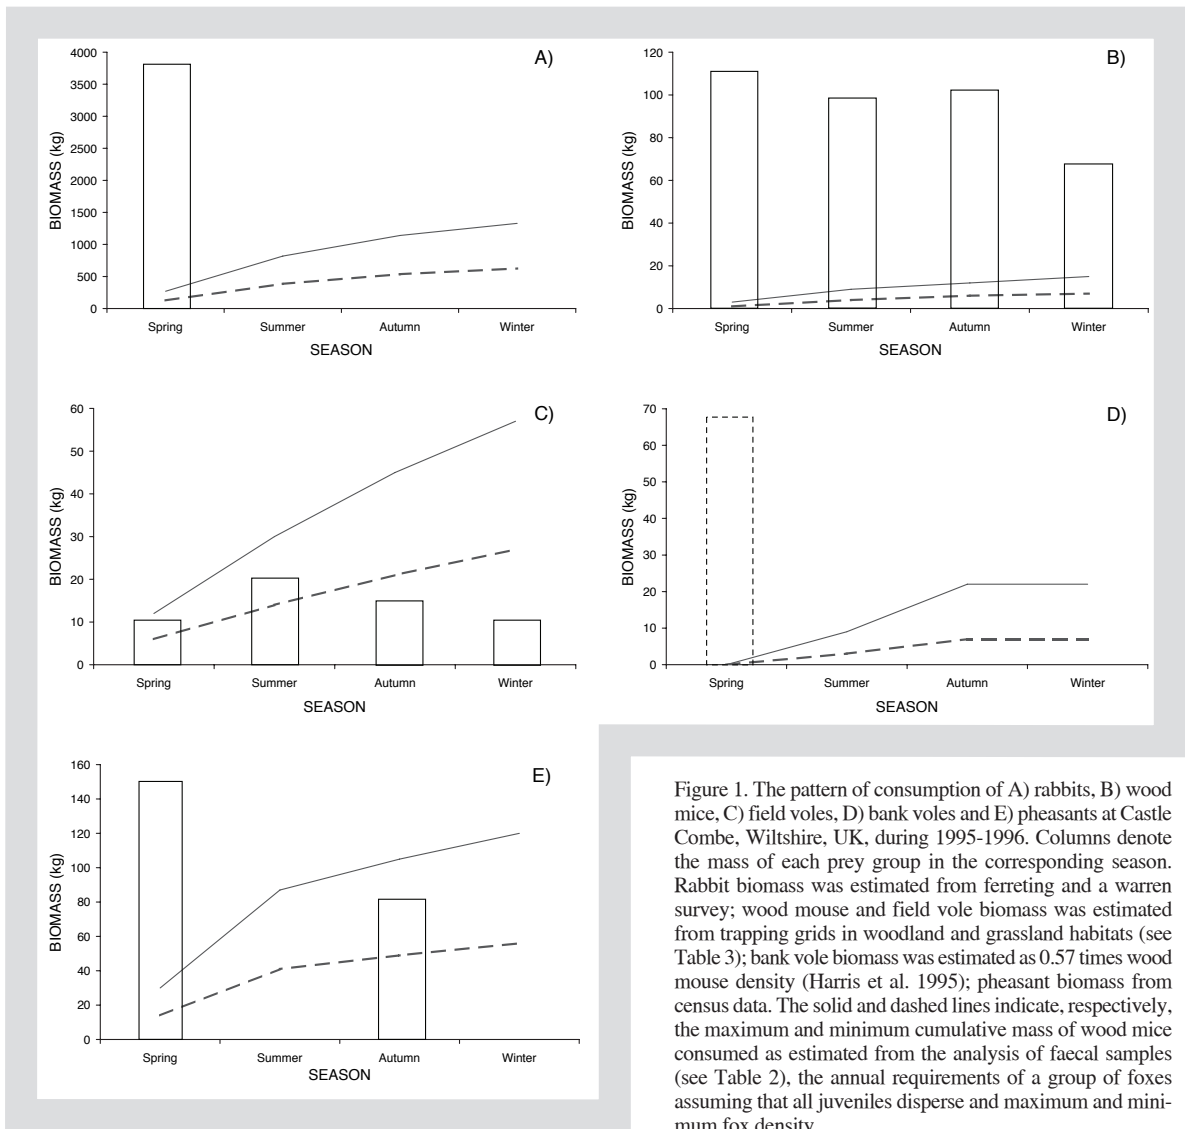 A)
4000
3500
3000
2500
2000
1500
1000
500
0
BIOMASS (kg)
Spring Summer Autumn Winter
SEASON
B)
120
100
80
60
40
20
0
BIOMASS (kg)
Spring Summer Autumn Winter
SEASON
C)
60
50
40
30
20
10
0
BIOMASS (kg)
Spring Summer Autumn Winter
SEASON
D)
70
60
50
40
30
20
10
0
BIOMASS (kg)
Spring Summer Autumn Winter
SEASON
E)
160
140
120
100
80
60
40
20
0
BIOMASS (kg)
Spring Summer Autumn Winter
SEASON
Figure 1. The pattern of consumption of A) rabbits, B) wood
mice, C) field voles, D) bank voles and E) pheasants at Castle
Combe, Wiltshire, UK, during 1995-1996. Columns denote
the mass of each prey group in the corresponding season.
Rabbit biomass was estimated from ferreting and a warren
survey; wood mouse and field vole biomass was estimated
from trapping grids in woodland and grassland habitats (see
Table 3); bank vole biomass was estimated as 0.57 times wood
mouse density (Harris et al. 1995); pheasant biomass from
census data. The solid and dashed lines indicate, respectively,
the maximum and minimum cumulative mass of wood mice
consumed as estimated from the analysis of faecal samples
(see Table 2), the annual requirements of a group of foxes
assuming that all juveniles disperse and maximum and mini-
mum fox density.